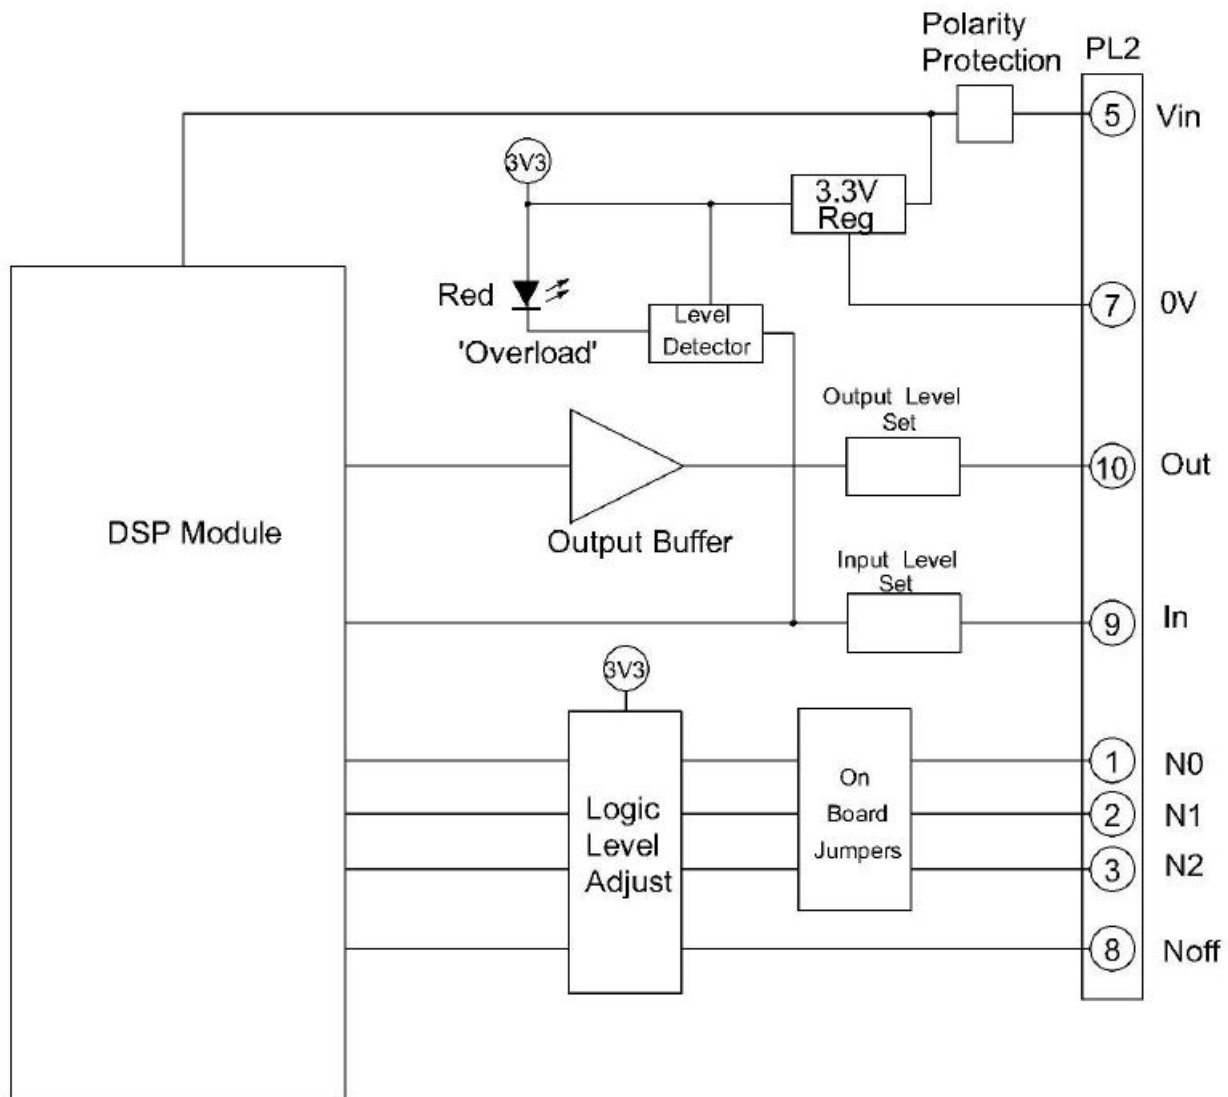 Polarity
Protection
PL2
5
Vin
3V3
3.3V
Reg
Red
'Overload'
Level
Detector
7
0V
Output Level
Set
10
Out
DSP Module
Output Buffer
Input Level
Set
9
In
3V3
Logic
Level
Adjust
On
Board
Jumpers
1
N0
2
N1
3
N2
8
Noff